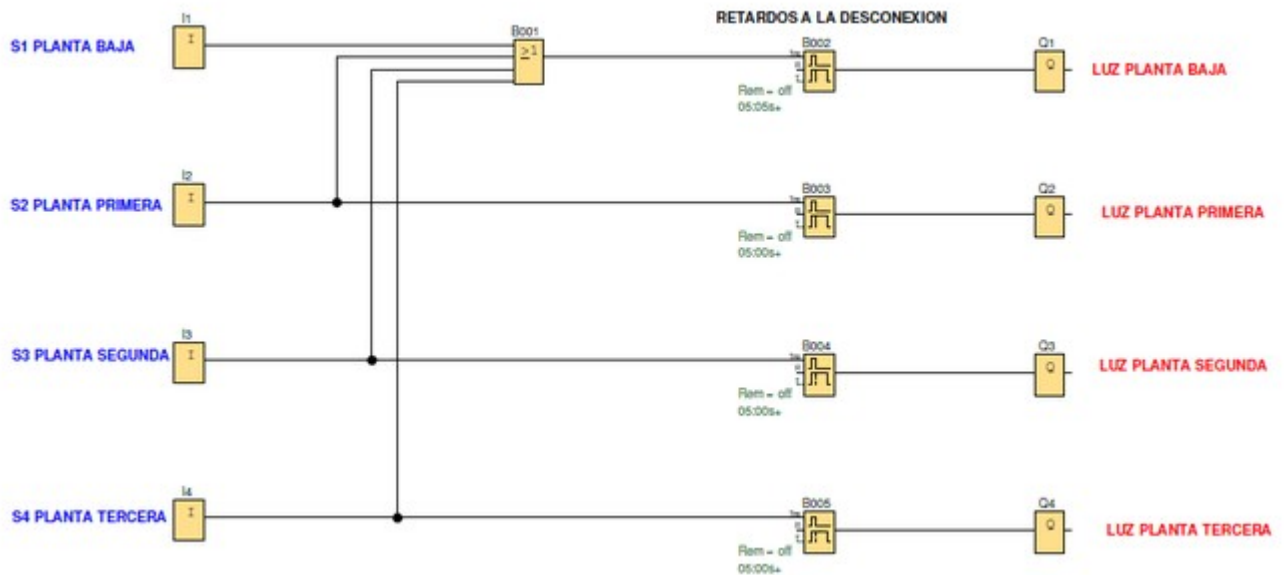 RETARDOS A LA DESCONEXION
I1
S1 PLANTA BAJA
I
B001
≥1
B002
Rem = off
05:05s+
Q1
Q
LUZ PLANTA BAJA
I2
S2 PLANTA PRIMERA
I
B003
Rem = off
05:00s+
Q2
Q
LUZ PLANTA PRIMERA
I3
S3 PLANTA SEGUNDA
I
B004
Rem = off
05:00s+
Q3
Q
LUZ PLANTA SEGUNDA
I4
S4 PLANTA TERCERA
I
B005
Rem = off
05:00s+
Q4
Q
LUZ PLANTA TERCERA